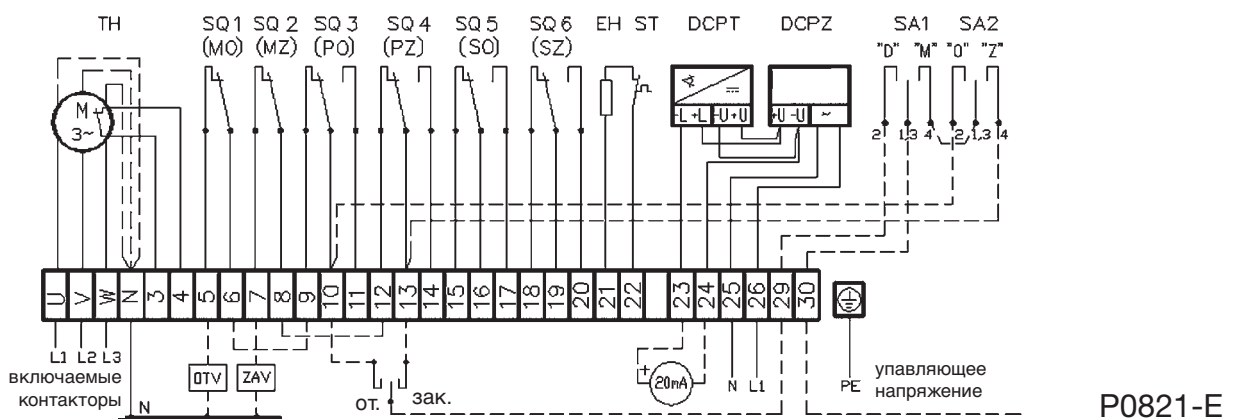 TH SQ 1 SQ 2 SQ 3 SQ 4 SQ 5 SQ 6 EH ST DCPT DCPZ SA1 SA2
(MO) (MZ) (PO) (PZ) (SO) (SZ) "D" "M" "O" "Z"
M
3~
-L +L -U +U +U -U ~
2 1,3 4 2 1,3 4
U V W N 3 4 5 6 7 8 9 10 11 12 13 14 15 16 17 18 19 20 21 22 23 24 25 26 29 30
L1 L2 L3
OTV ZAV + 20mA N L1 PE
включаемые
контакторы
N
от. зак.
упавляющее
напряжение
P0821-E